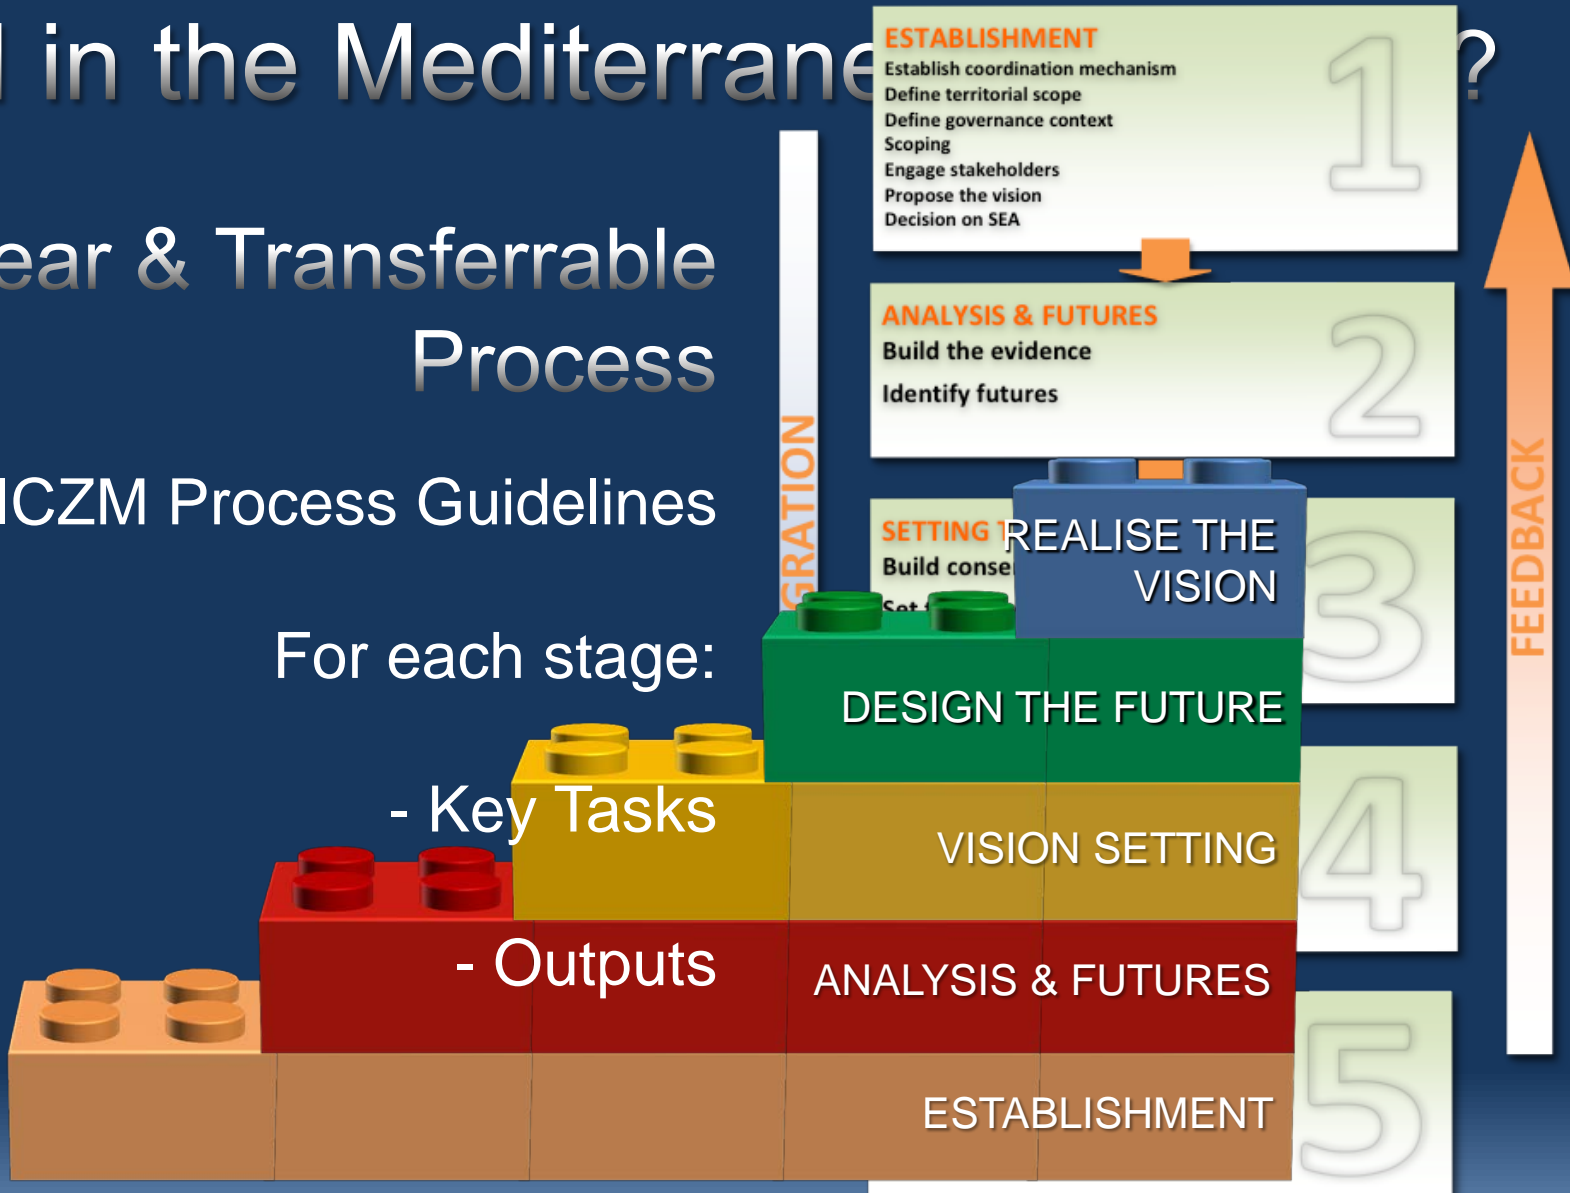 in the Mediterrane ?
ear & Transferrable
Process
ICZM Process Guidelines
For each stage:
- Key Tasks
- Outputs
ESTABLISHMENT
Establish coordination mechanism
Define territorial scope
Define governance context
Scoping
Engage stakeholders
Propose the vision
Decision on SEA
1
ANALYSIS & FUTURES
Build the evidence
Identify futures
2
GRATION
SETTING
Build conse
Set
3
4
5
REALISE THE
VISION
DESIGN THE FUTURE
VISION SETTING
ANALYSIS & FUTURES
ESTABLISHMENT
FEEDBACK